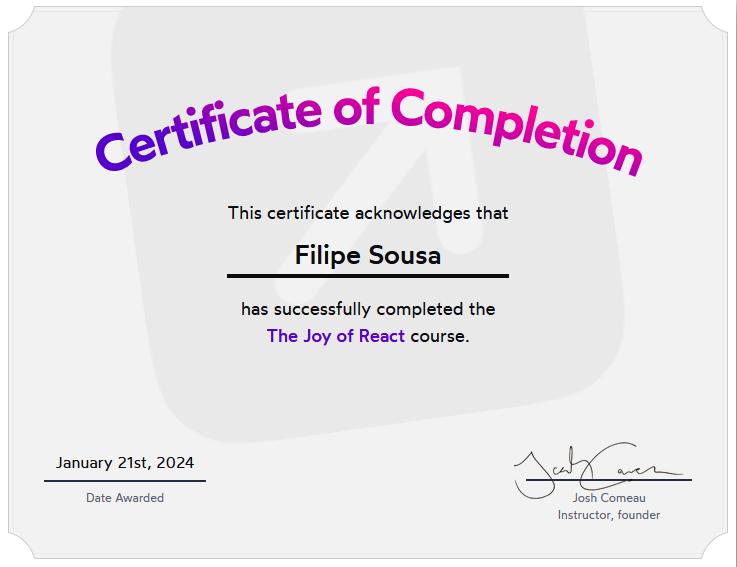 Certificate of Completion
This certificate acknowledges that
Filipe Sousa
has successfully completed the
The Joy of React course.
January 21st, 2024
Date Awarded
Josh Comeau
Josh Comeau
Instructor, founder